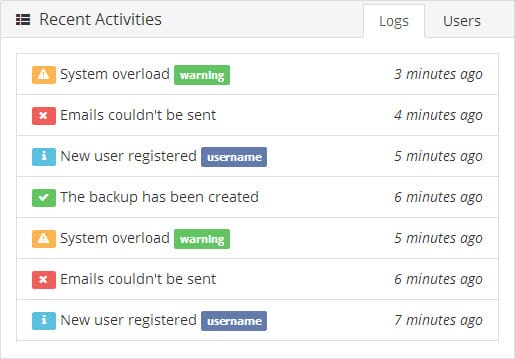 Recent Activities Logs Users
System overload warning 3 minutes ago
Emails couldn't be sent 4 minutes ago
New user registered username 5 minutes ago
The backup has been created 6 minutes ago
System overload warning 5 minutes ago
Emails couldn't be sent 6 minutes ago
New user registered username 7 minutes ago